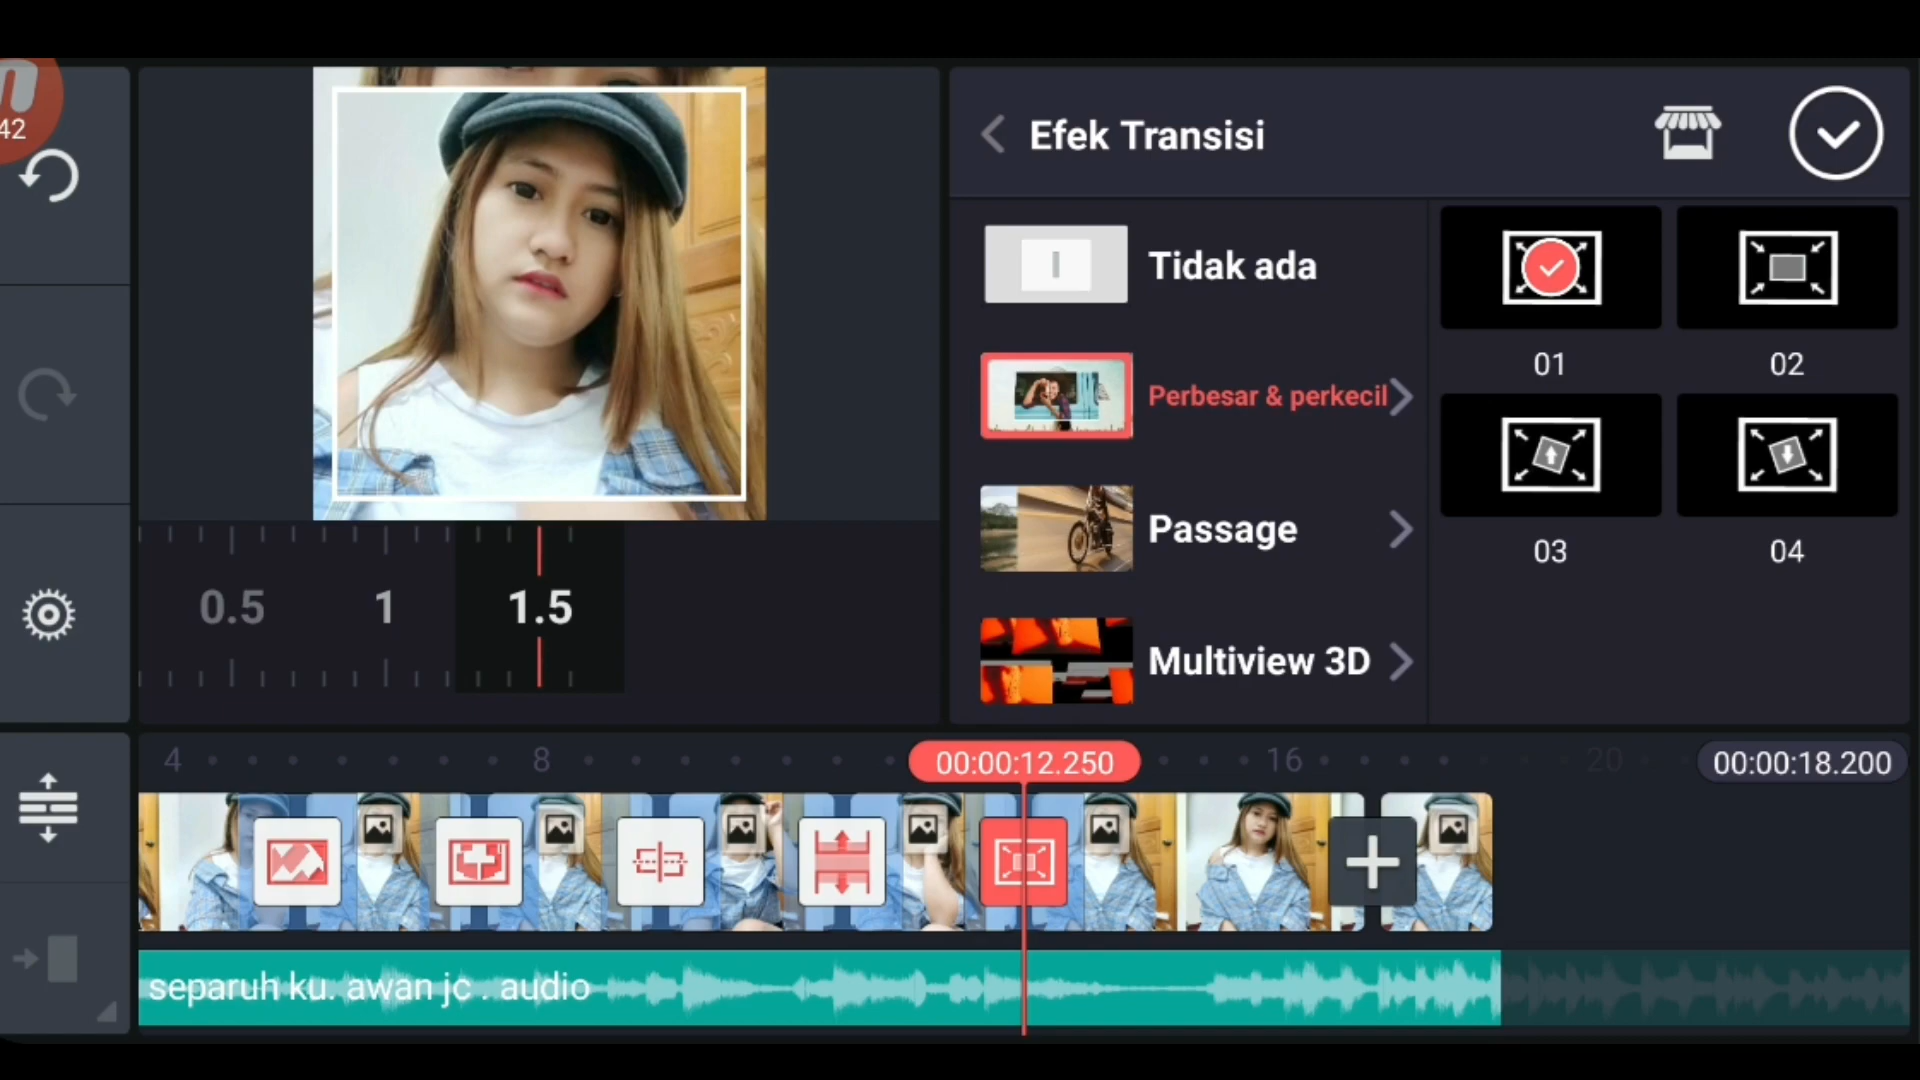 42
Efek Transisi
Tidak ada
01
02
Perbesar & perkecil
Passage
03
04
Multiview 3D
0.5
1
1.5
4
8
00:00:12.250
16
20
00:00:18.200
separuh ku. awan jc . audio